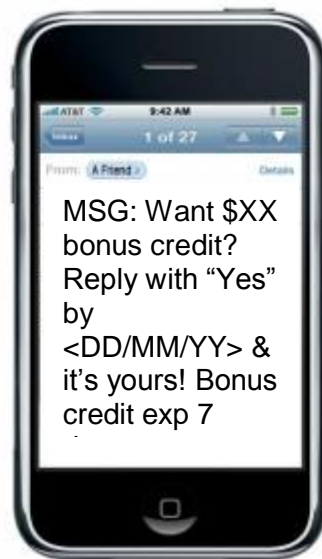 AT&T 9:42 AM
Inbox 1 of 27
From: A Friend > Details
MSG: Want $XX
bonus credit?
Reply with “Yes”
by
<DD/MM/YY> &
it’s yours! Bonus
credit exp 7